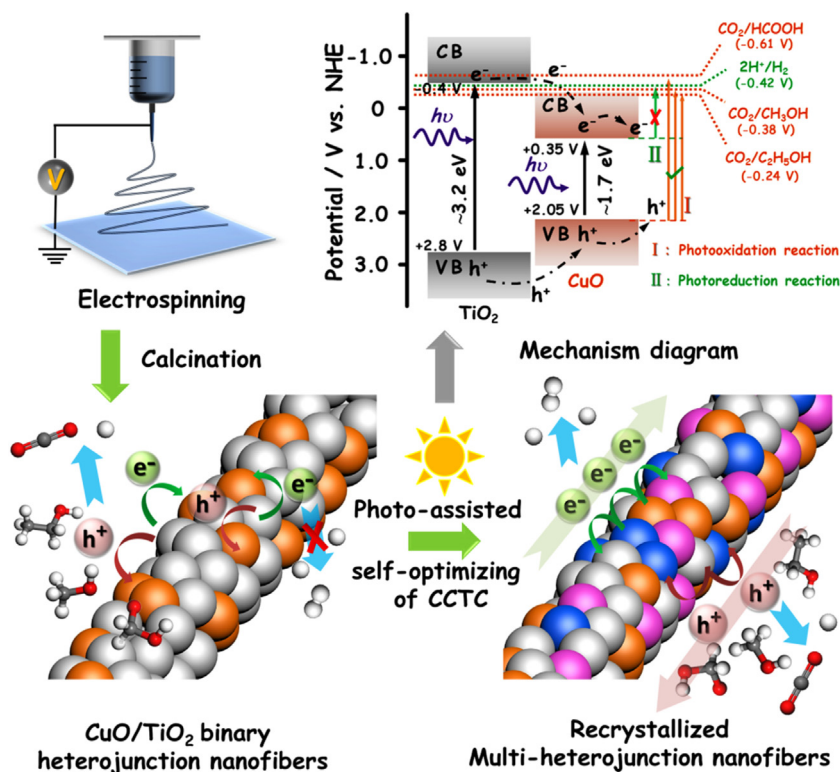 V
Electrospinning
Calcination
Potential / V vs. NHE
-1.0
0
1.0
2.0
3.0
CB
e⁻
e⁻
-0.4 V
hυ
~3.2 eV
+2.8 V
VB h⁺
h⁺
TiO₂
CB
e⁻
e⁻
+0.35 V
hυ
~1.7 eV
+2.05 V
VB h⁺
h⁺
CuO
II
I
CO₂/HCOOH
(-0.61 V)
2H⁺/H₂
(-0.42 V)
CO₂/CH₃OH
(-0.38 V)
CO₂/C₂H₅OH
(-0.24 V)
I : Photooxidation reaction
II : Photoreduction reaction
Mechanism diagram
e⁻
h⁺
h⁺
e⁻
Photo-assisted
self-optimizing
of CCTC
e⁻
e⁻
e⁻
h⁺
h⁺
CuO/TiO₂ binary
heterojunction nanofibers
Recrystallized
Multi-heterojunction nanofibers